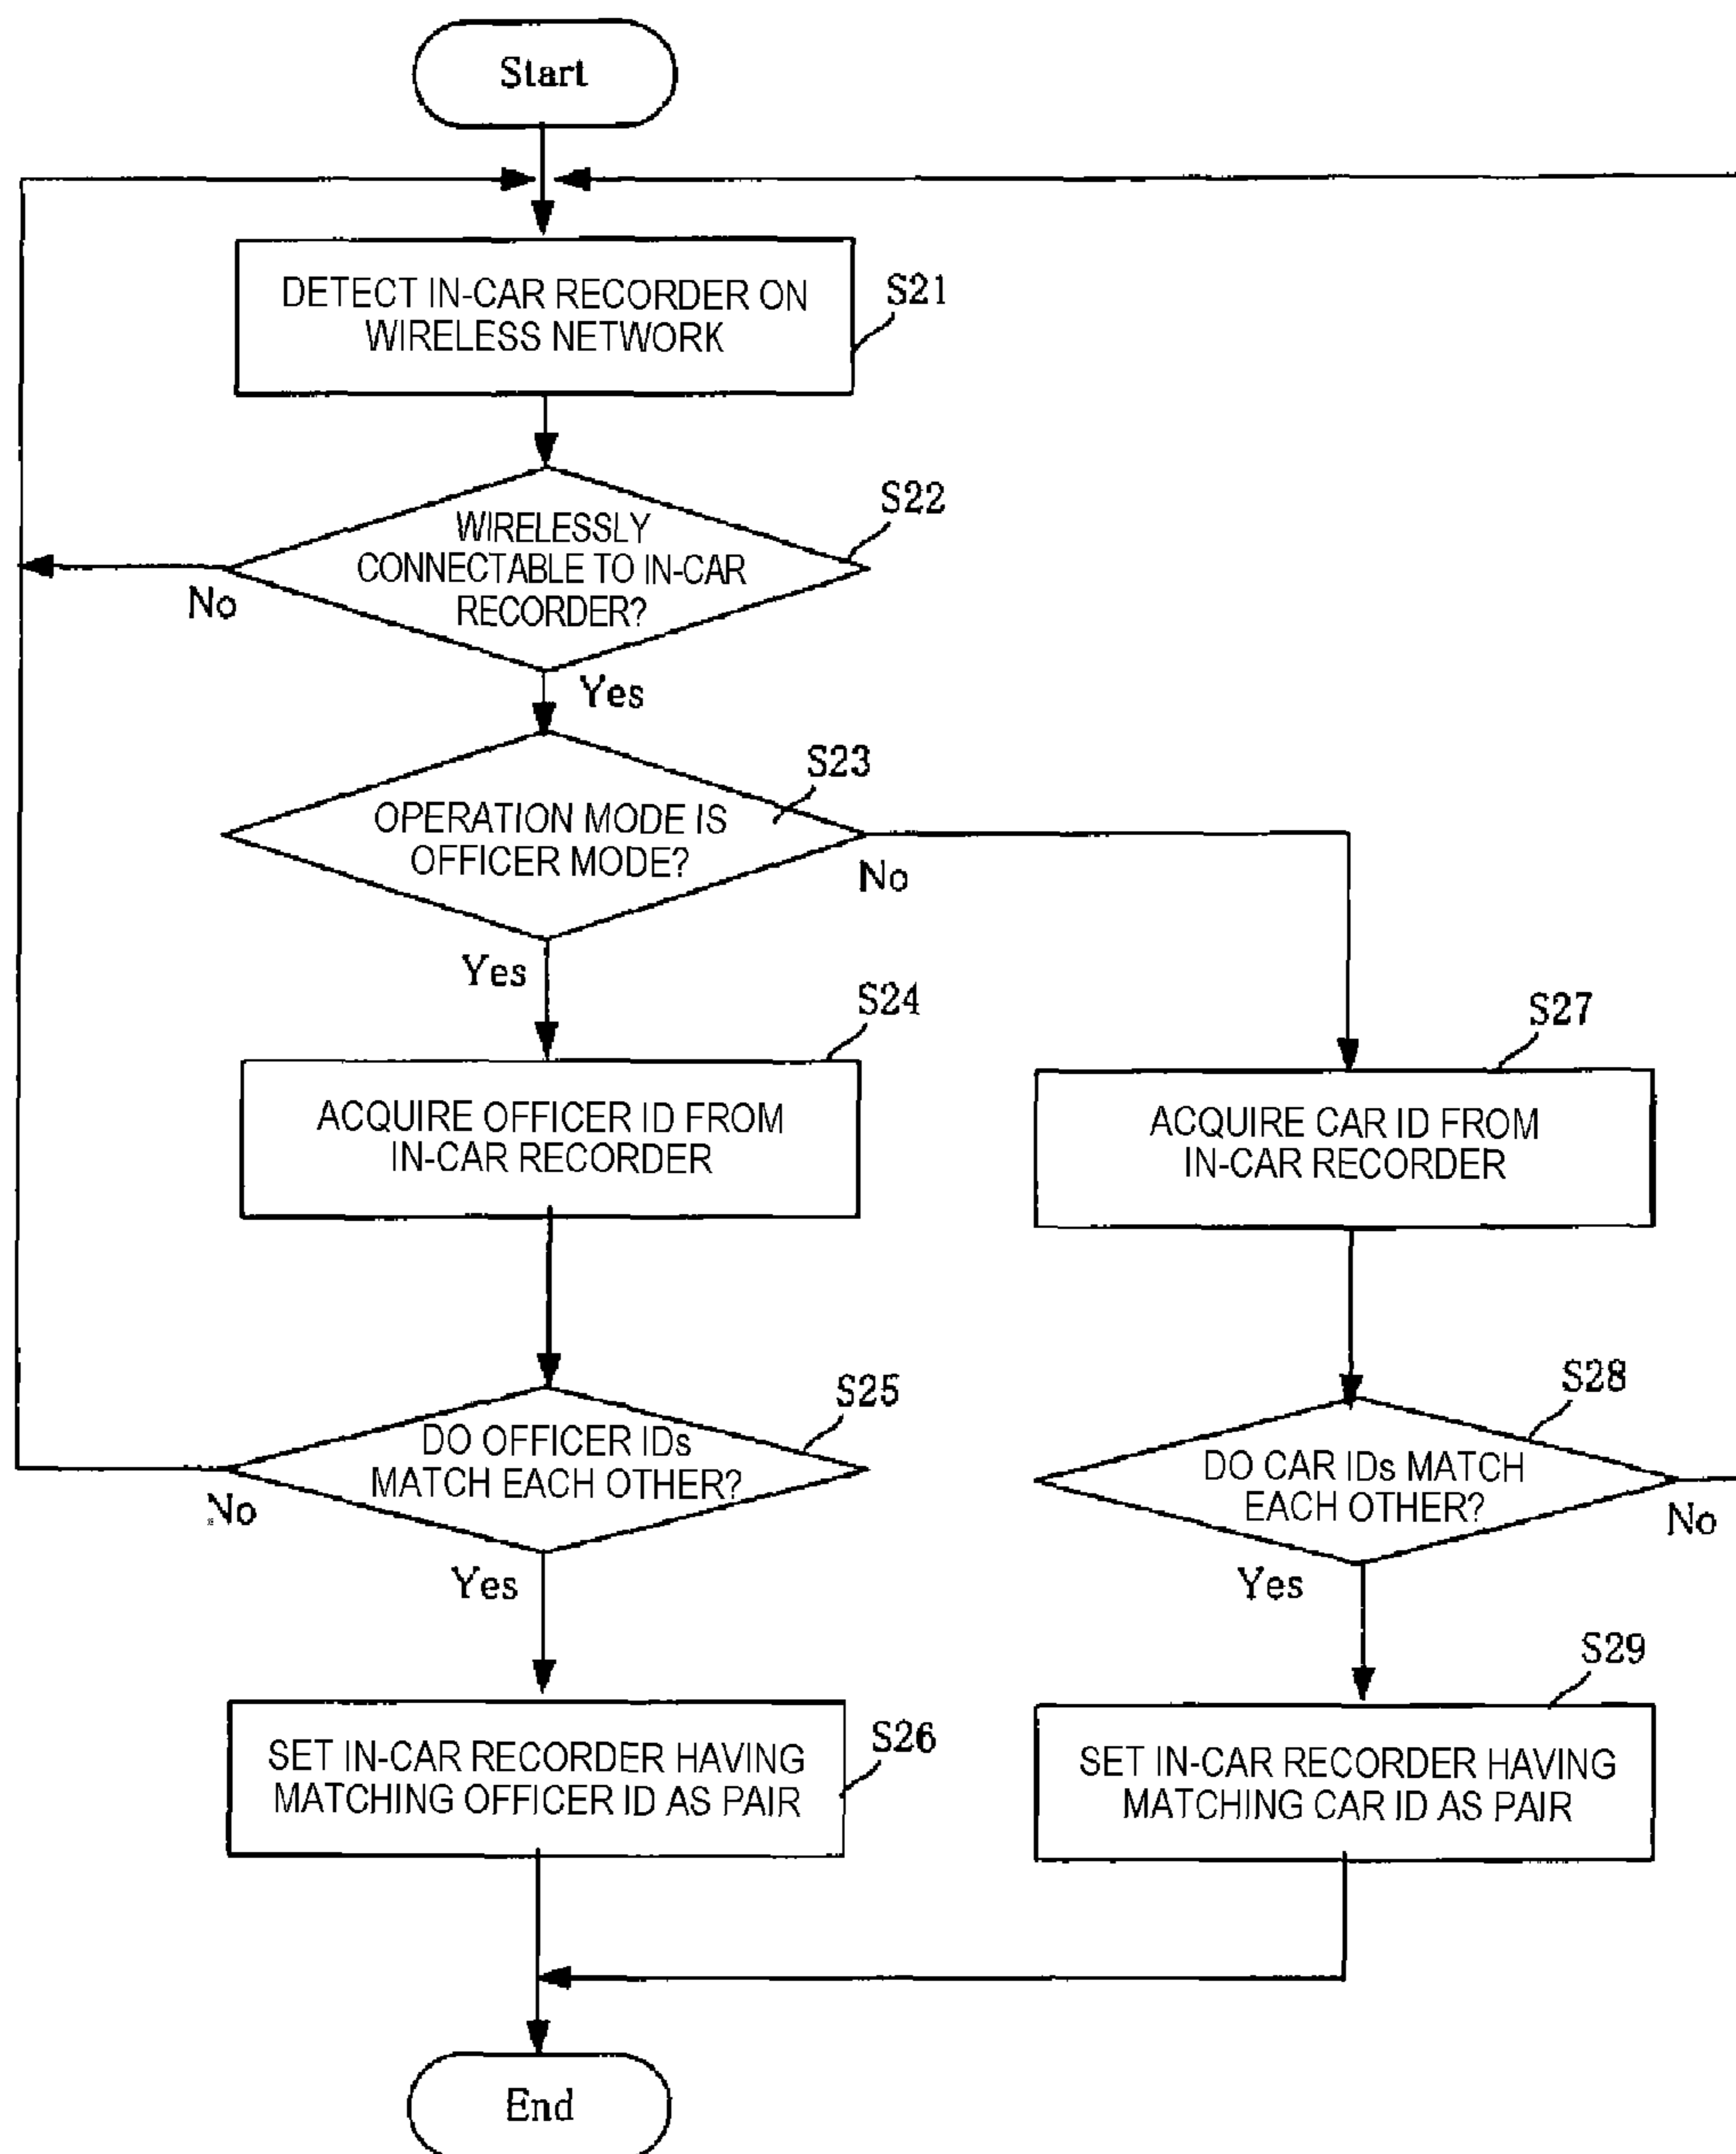 Start
DETECT IN-CAR RECORDER ON
WIRELESS NETWORK
S21
WIRELESSLY
CONNECTABLE TO IN-CAR
RECORDER?
S22
No
Yes
OPERATION MODE IS
OFFICER MODE?
S23
No
Yes
ACQUIRE OFFICER ID FROM
IN-CAR RECORDER
S24
ACQUIRE CAR ID FROM
IN-CAR RECORDER
S27
DO OFFICER IDs
MATCH EACH OTHER?
S25
No
Yes
DO CAR IDs MATCH
EACH OTHER?
S28
No
Yes
SET IN-CAR RECORDER HAVING
MATCHING OFFICER ID AS PAIR
S26
SET IN-CAR RECORDER HAVING
MATCHING CAR ID AS PAIR
S29
End